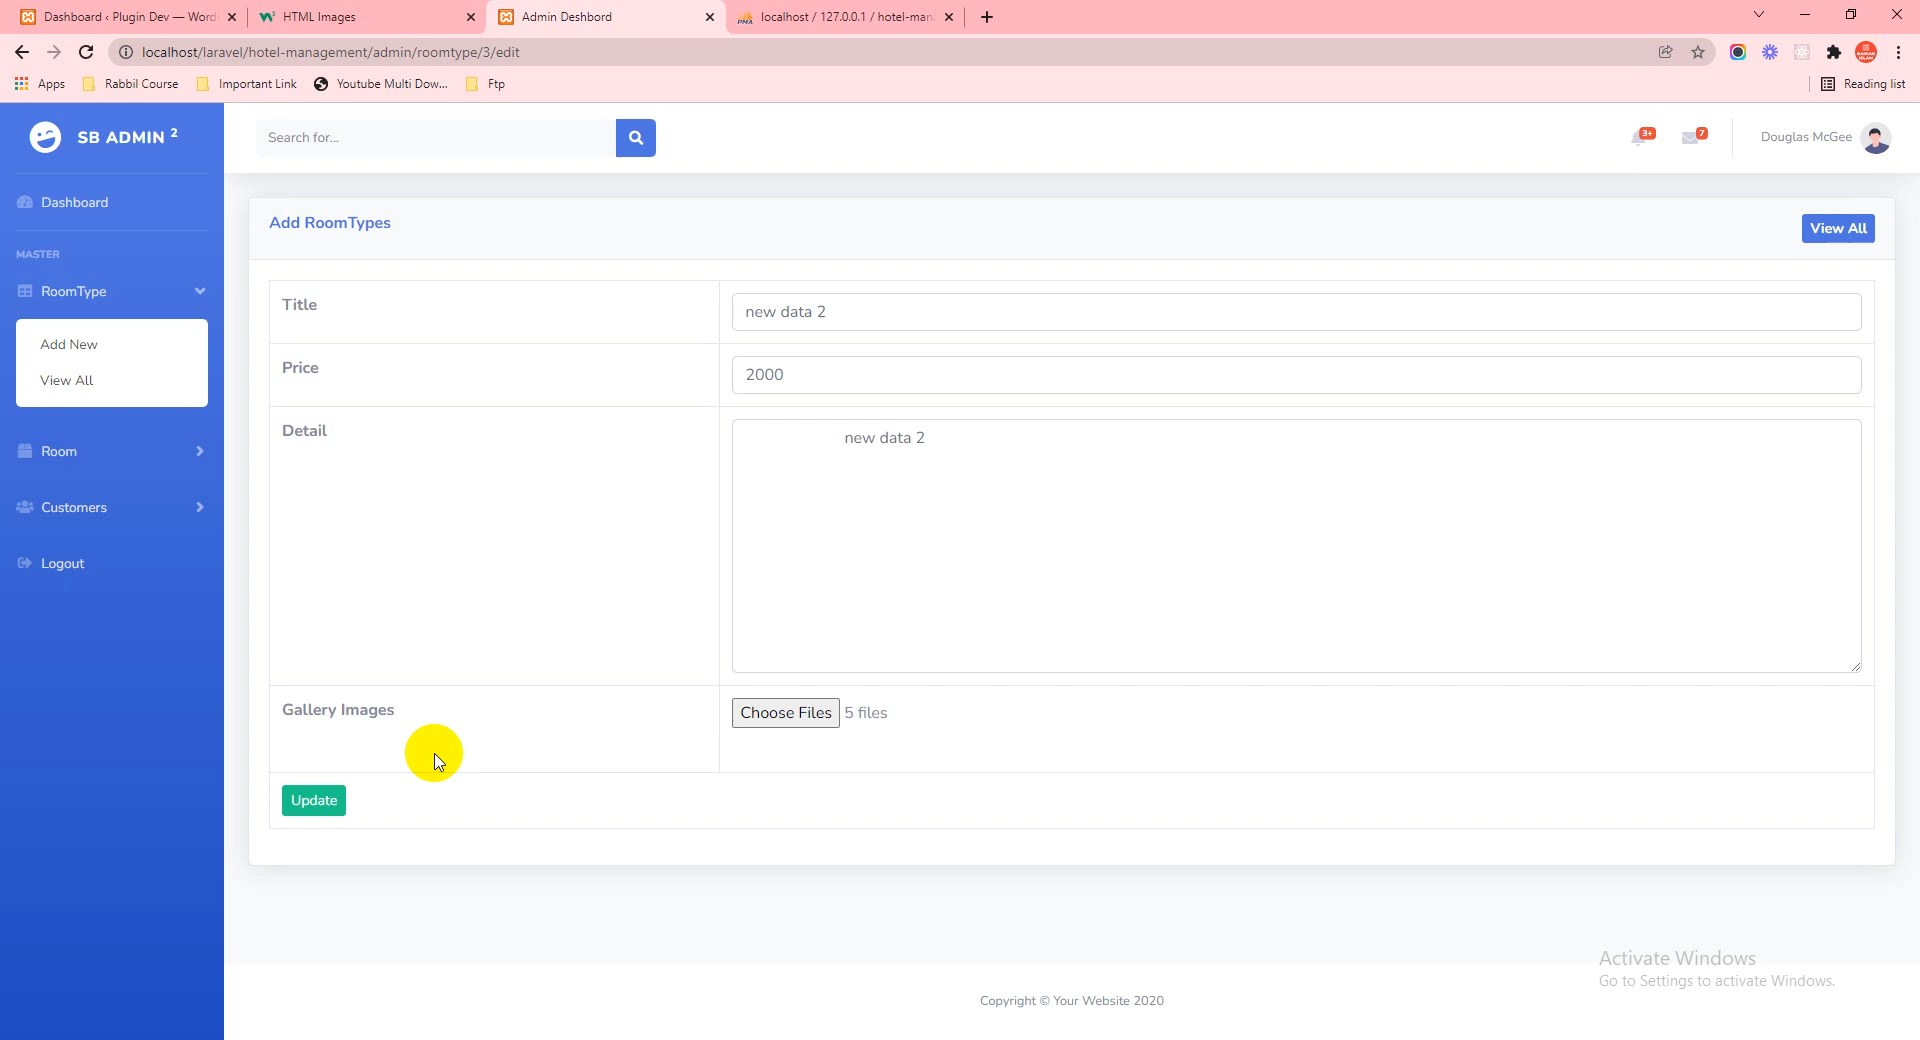 Dashboard ‹ Plugin Dev — Word
HTML Images
Admin Deshbord
localhost / 127.0.0.1 / hotel-man
localhost/laravel/hotel-management/admin/roomtype/3/edit
Apps
Rabbil Course
Important Link
Youtube Multi Dow...
Ftp
Reading list
SB ADMIN 2
Search for...
3+
7
Douglas McGee
Dashboard
MASTER
RoomType
Add New
View All
Room
Customers
Logout
Add RoomTypes
View All
Title
new data 2
Price
2000
Detail
new data 2
Gallery Images
Choose Files 5 files
Update
Activate Windows
Go to Settings to activate Windows.
Copyright © Your Website 2020